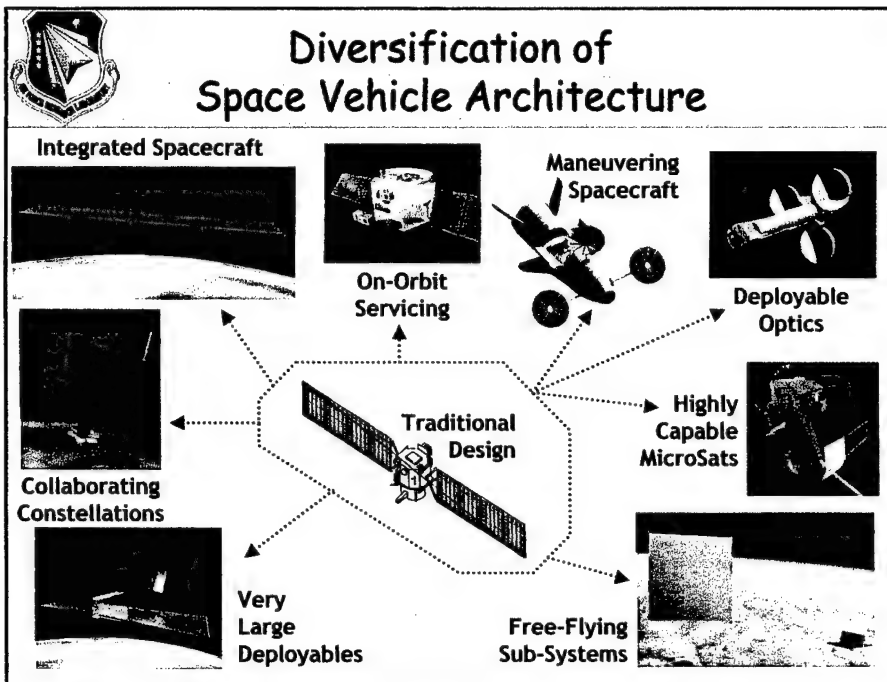 Diversification of
Space Vehicle Architecture
Integrated Spacecraft
On-Orbit
Servicing
Maneuvering
Spacecraft
Deployable
Optics
Traditional
Design
Highly
Capable
MicroSats
Collaborating
Constellations
Very
Large
Deployables
Free-Flying
Sub-Systems